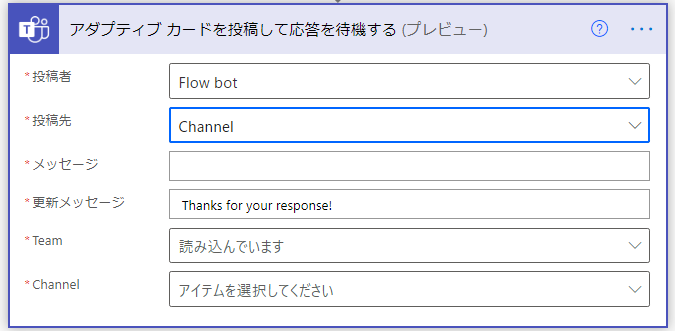 アダプティブ カードを投稿して応答を待機する (プレビュー)
* 投稿者 Flow bot
* 投稿先 Channel
* メッセージ
* 更新メッセージ Thanks for your response!
* Team 読み込んでいます
* Channel アイテムを選択してください